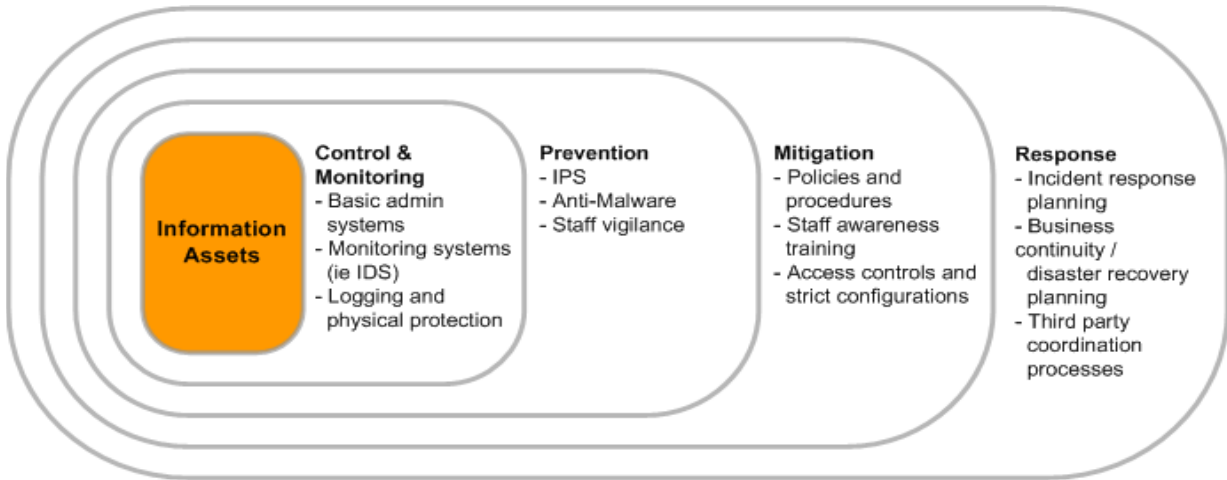 Information
Assets
Control &
Monitoring
- Basic admin
systems
- Monitoring systems
(ie IDS)
- Logging and
physical protection
Prevention
- IPS
- Anti-Malware
- Staff vigilance
Mitigation
- Policies and
procedures
- Staff awareness
training
- Access controls and
strict configurations
Response
- Incident response
planning
- Business
continuity /
disaster recovery
planning
- Third party
coordination
processes